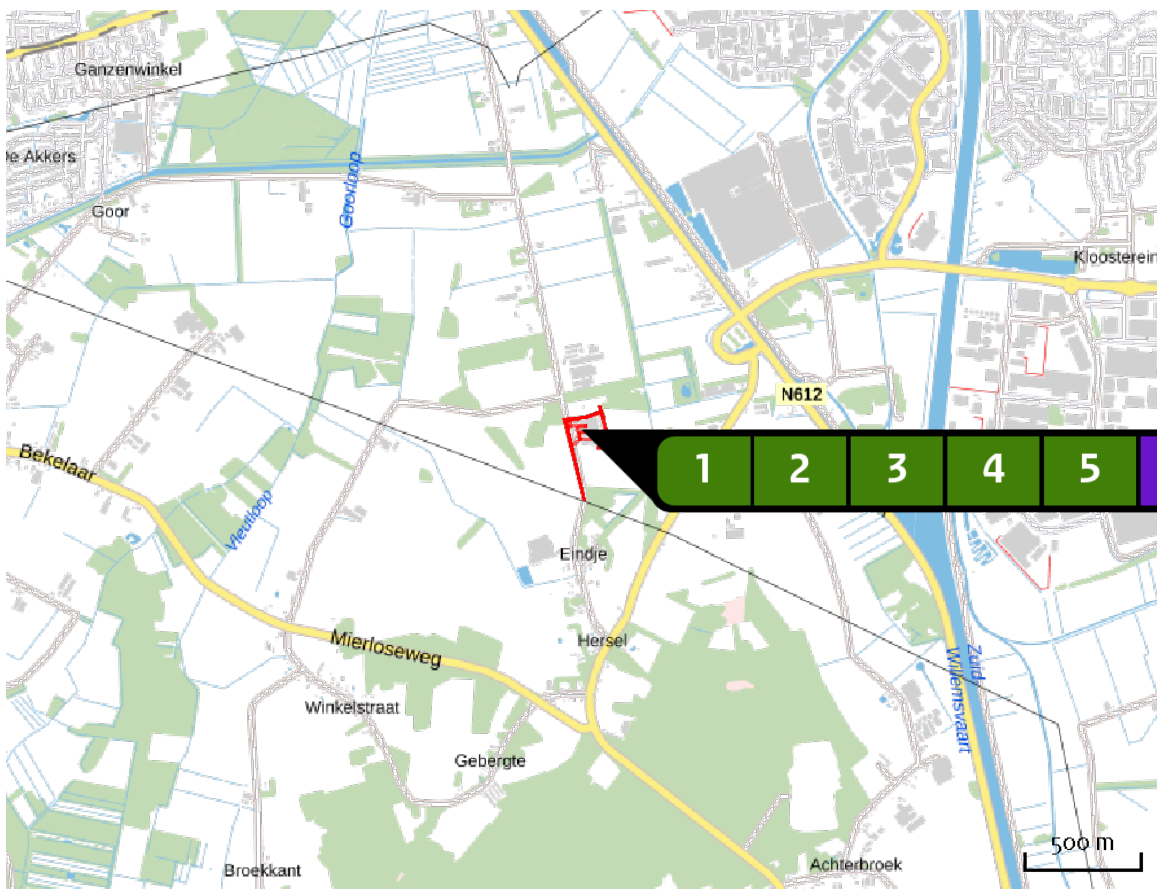 Ganzenwinkel
De Akkers
Goorloop
Goor
Kloosterein
N612
Bekelaar
1 2 3 4 5
Vleutloop
Eindje
Hersel
Mierloseweg
Zuid
Willemsvaart
Winkelstraat
Gebergte
500 m
Achterbroek
Broekkant